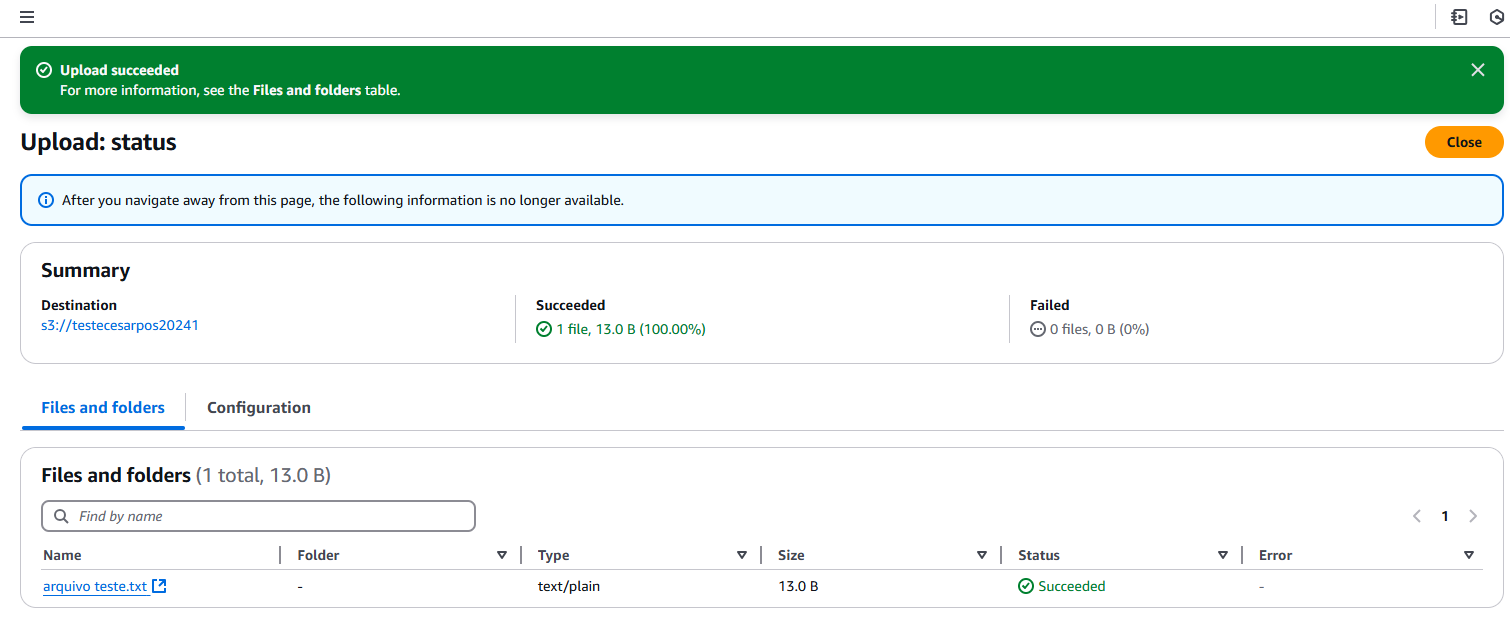 Upload succeeded
For more information, see the Files and folders table.
Upload: status
Close
After you navigate away from this page, the following information is no longer available.
Summary
Destination
s3://testecesarpos20241
Succeeded
1 file, 13.0 B (100.00%)
Failed
0 files, 0 B (0%)
Files and folders
Configuration
Files and folders (1 total, 13.0 B)
Find by name
1
Name Folder Type Size Status Error
arquivo teste.txt - text/plain 13.0 B Succeeded -